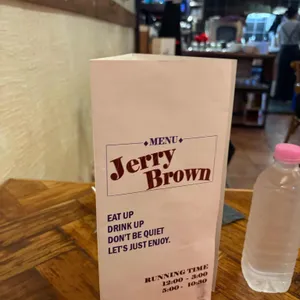 ♦MENU♦
Jerry
Brown
EAT UP
DRINK UP
DON'T BE QUIET
LET'S JUST ENJOY.
RUNNING TIME
12:00 - 3:00
5:00 - 10:30